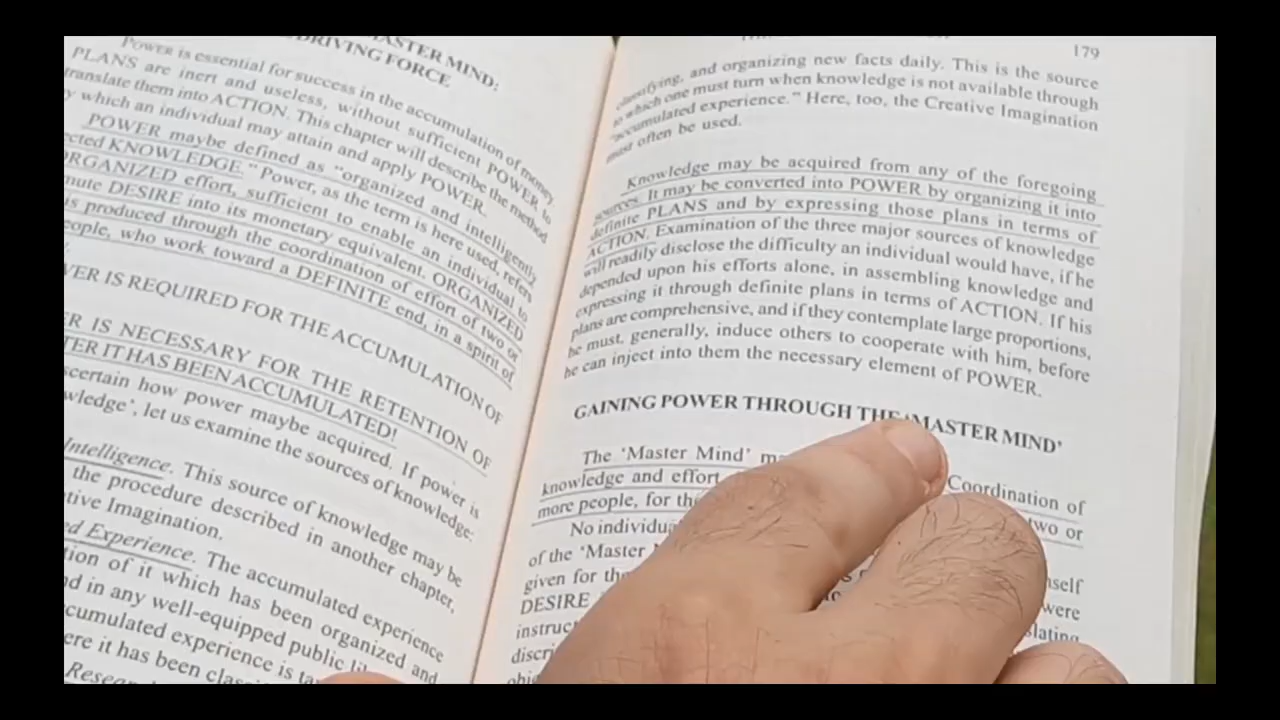 MASTER MIND:
DRIVING FORCE
POWER is essential for success in the accumulation of money
PLANS are inert and useless, without sufficient POWER to
translate them into ACTION. This chapter will describe the method
by which an individual may attain and apply POWER.
POWER maybe defined as "organized and intelligently
ected KNOWLEDGE." Power, as the term is here used, refers
ORGANIZED effort, sufficient to enable an individual to
mute DESIRE into its monetary equivalent. ORGANIZED
is produced through the coordination of effort of two or
eople, who work toward a DEFINITE end, in a spirit of
VER IS REQUIRED FOR THE ACCUMULATION OF
ER IS NECESSARY FOR THE RETENTION OF
TER IT HAS BEEN ACCUMULATED!
scertain how power maybe acquired. If power is
wledge', let us examine the sources of knowledge:
Intelligence. This source of knowledge may be
the procedure described in another chapter,
tive Imagination.
ed Experience. The accumulated experience
tion of it which has been organized and
nd in any well-equipped public li
cumulated experience is ta
ere it has been class
Resear
179
classifying, and organizing new facts daily. This is the source
to which one must turn when knowledge is not available through
"accumulated experience." Here, too, the Creative Imagination
must often be used.
Knowledge may be acquired from any of the foregoing
sources. It may be converted into POWER by organizing it into
definite PLANS and by expressing those plans in terms of
ACTION. Examination of the three major sources of knowledge
will readily disclose the difficulty an individual would have, if he
depended upon his efforts alone, in assembling knowledge and
expressing it through definite plans in terms of ACTION. If his
plans are comprehensive, and if they contemplate large proportions,
he must, generally, induce others to cooperate with him, before
he can inject into them the necessary element of POWER.
GAINING POWER THROUGH THE 'MASTER MIND'
The 'Master Mind' ma Coordination of
knowledge and effort two or
more people, for the
No individua
of the 'Master self
given for the were
DESIRE lating
instruc
discri
obj